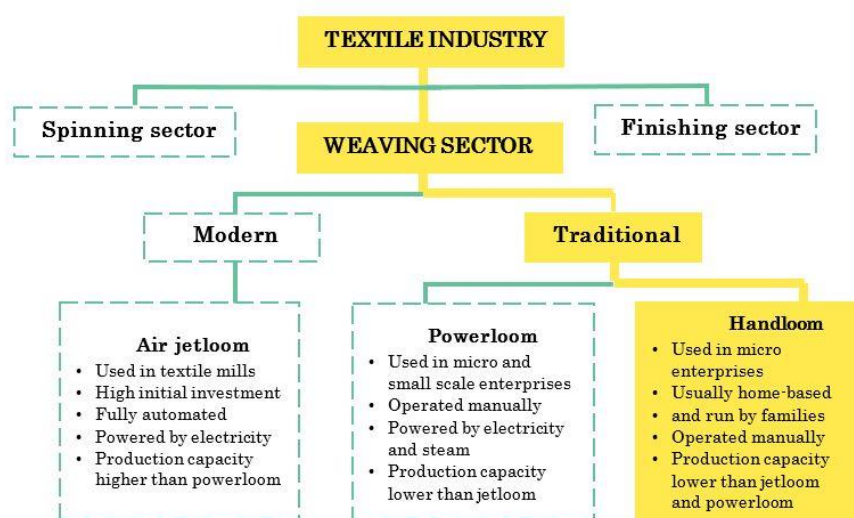 TEXTILE INDUSTRY
Spinning sector
Finishing sector
WEAVING SECTOR
Modern
Traditional
Air jetloom
• Used in textile mills
• High initial investment
• Fully automated
• Powered by electricity
• Production capacity
higher than powerloom
Powerloom
• Used in micro and
small scale enterprises
• Operated manually
• Powered by electricity
and steam
• Production capacity
lower than jetloom
Handloom
• Used in micro
enterprises
• Usually home-based
• and run by families
• Operated manually
• Production capacity
lower than jetloom
and powerloom